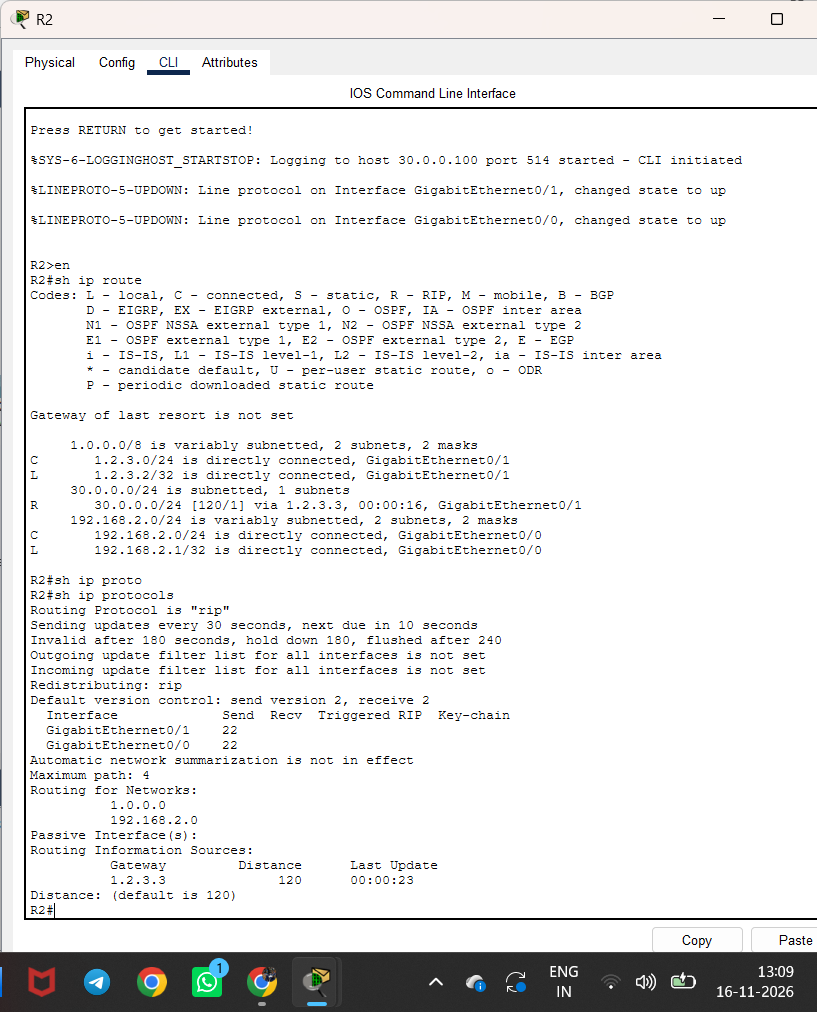 R2
Physical Config CLI Attributes
IOS Command Line Interface
Press RETURN to get started!
%SYS-6-LOGGINGHOST_STARTSTOP: Logging to host 30.0.0.100 port 514 started - CLI initiated
%LINEPROTO-5-UPDOWN: Line protocol on Interface GigabitEthernet0/1, changed state to up
%LINEPROTO-5-UPDOWN: Line protocol on Interface GigabitEthernet0/0, changed state to up
R2>en
R2#sh ip route
Codes: L - local, C - connected, S - static, R - RIP, M - mobile, B - BGP
D - EIGRP, EX - EIGRP external, O - OSPF, IA - OSPF inter area
N1 - OSPF NSSA external type 1, N2 - OSPF NSSA external type 2
E1 - OSPF external type 1, E2 - OSPF external type 2, E - EGP
i - IS-IS, L1 - IS-IS level-1, L2 - IS-IS level-2, ia - IS-IS inter area
* - candidate default, U - per-user static route, o - ODR
P - periodic downloaded static route
Gateway of last resort is not set
1.0.0.0/8 is variably subnetted, 2 subnets, 2 masks
C 1.2.3.0/24 is directly connected, GigabitEthernet0/1
L 1.2.3.2/32 is directly connected, GigabitEthernet0/1
30.0.0.0/24 is subnetted, 1 subnets
R 30.0.0.0/24 [120/1] via 1.2.3.3, 00:00:16, GigabitEthernet0/1
192.168.2.0/24 is variably subnetted, 2 subnets, 2 masks
C 192.168.2.0/24 is directly connected, GigabitEthernet0/0
L 192.168.2.1/32 is directly connected, GigabitEthernet0/0
R2#sh ip proto
R2#sh ip protocols
Routing Protocol is "rip"
Sending updates every 30 seconds, next due in 10 seconds
Invalid after 180 seconds, hold down 180, flushed after 240
Outgoing update filter list for all interfaces is not set
Incoming update filter list for all interfaces is not set
Redistributing: rip
Default version control: send version 2, receive 2
Interface Send Recv Triggered RIP Key-chain
GigabitEthernet0/1 22
GigabitEthernet0/0 22
Automatic network summarization is not in effect
Maximum path: 4
Routing for Networks:
1.0.0.0
192.168.2.0
Passive Interface(s):
Routing Information Sources:
Gateway Distance Last Update
1.2.3.3 120 00:00:23
Distance: (default is 120)
R2#
Copy Paste
1
ENG
IN
13:09
16-11-2026